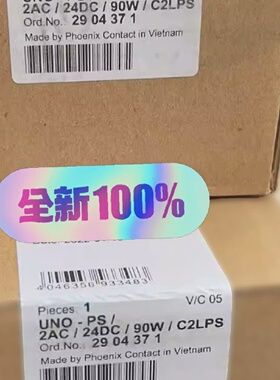 2AC / 24DC / 90W / C2LPS
Ord.No.: 29 04 37 1
Made by Phoenix Contact in Vietnam
全新100%
4046356933483
Pieces: 1
V/C 05
UNO - PS /
2AC / 24DC / 90W / C2LPS
Ord.No.: 29 04 37 1
Made by Phoenix Contact in Vietnam